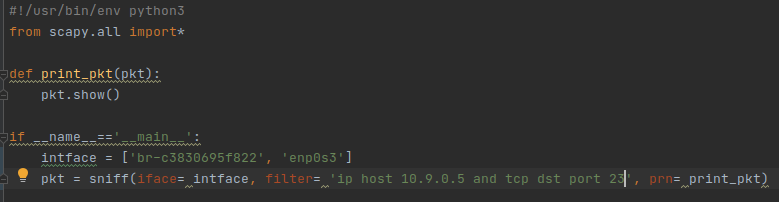 #!/usr/bin/env python3
from scapy.all import*
def print_pkt(pkt):
pkt.show()
if __name__=='__main__':
intface = ['br-c3830695f822', 'enp0s3']
pkt = sniff(iface= intface, filter= 'ip host 10.9.0.5 and tcp dst port 23', prn= print_pkt)